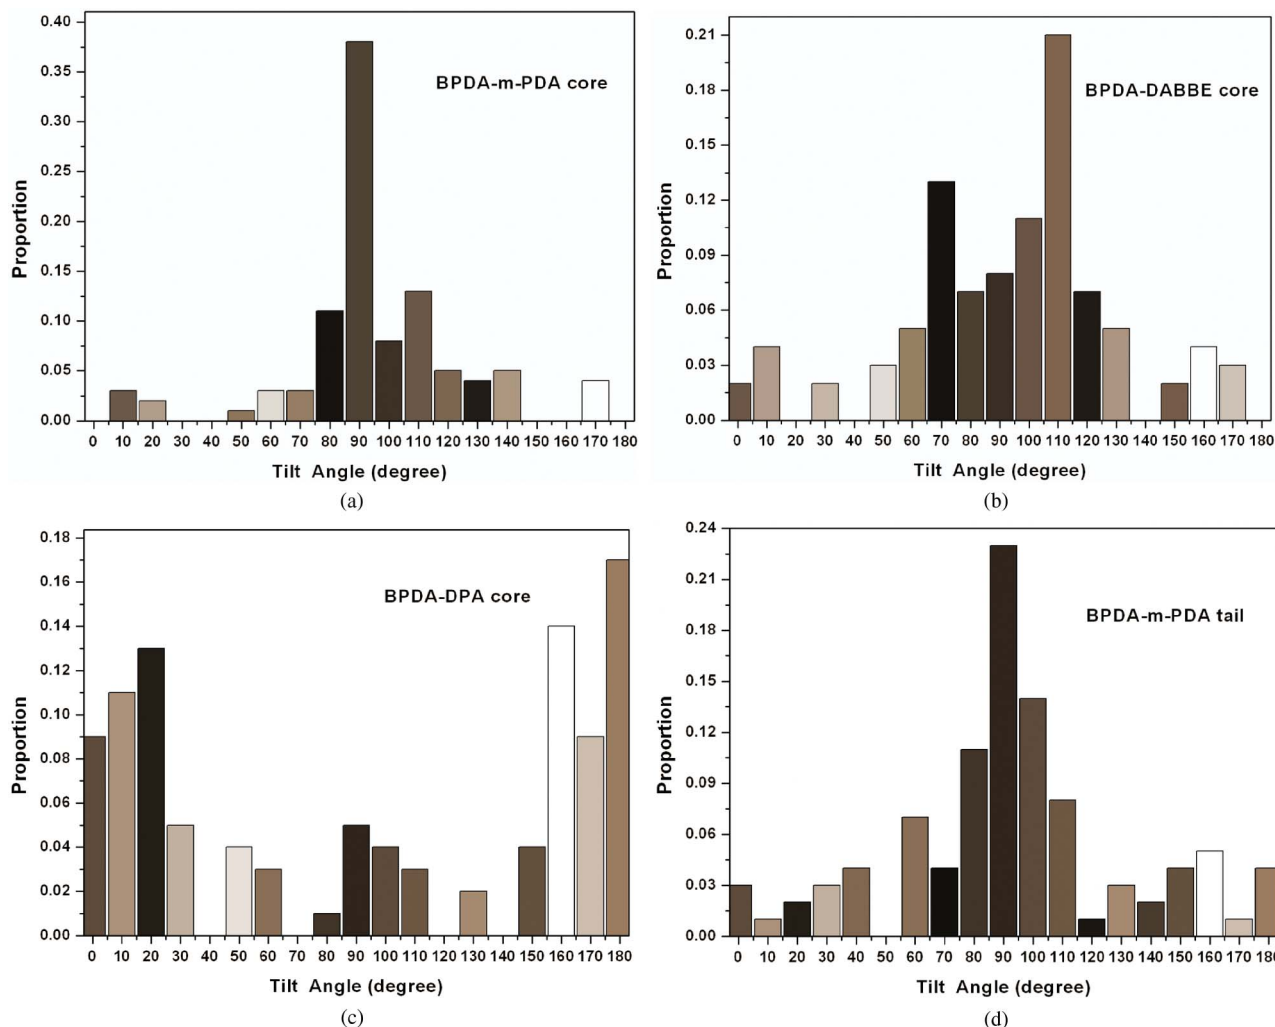 0.40
0.35
0.30
0.25
0.20
0.15
0.10
0.05
0.00
Proportion
BPDA-m-PDA core
0 10 20 30 40 50 60 70 80 90 100 110 120 130 140 150 160 170 180
Tilt Angle (degree)
(a)
0.21
0.18
0.15
0.12
0.09
0.06
0.03
0.00
Proportion
BPDA-DABBE core
0 10 20 30 40 50 60 70 80 90 100 110 120 130 140 150 160 170 180
Tilt Angle (degree)
(b)
0.18
0.16
0.14
0.12
0.10
0.08
0.06
0.04
0.02
0.00
Proportion
BPDA-DPA core
0 10 20 30 40 50 60 70 80 90 100 110 120 130 140 150 160 170 180
Tilt Angle (degree)
(c)
0.24
0.21
0.18
0.15
0.12
0.09
0.06
0.03
0.00
Proportion
BPDA-m-PDA tail
0 10 20 30 40 50 60 70 80 90 100 110 120 130 140 150 160 170 180
Tilt Angle (degree)
(d)